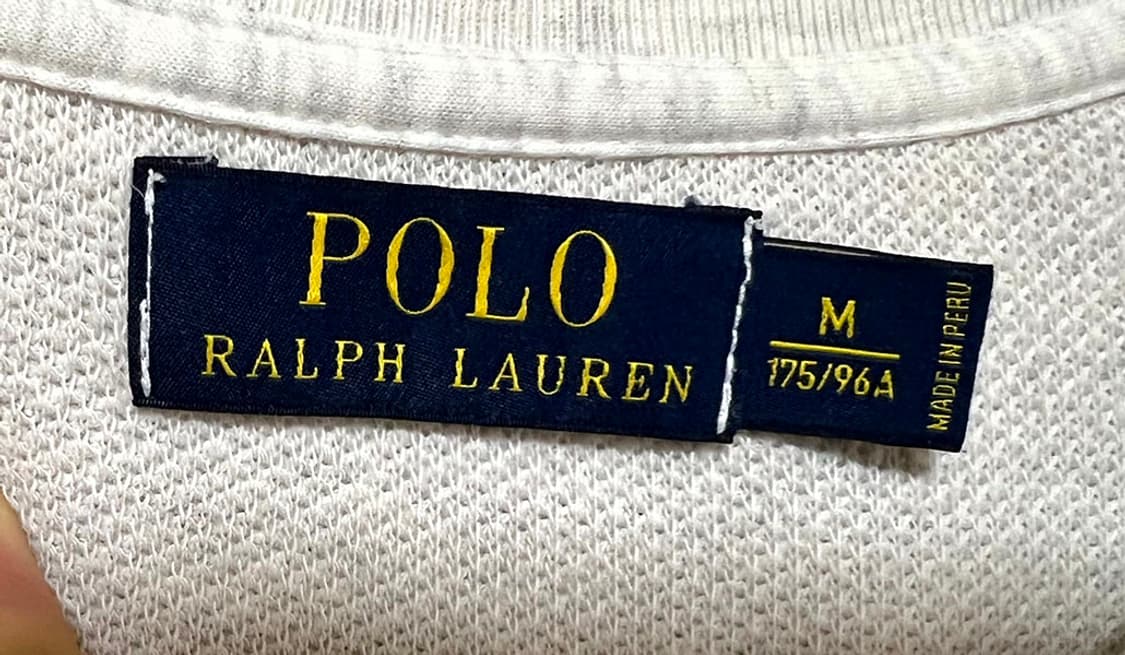 POLO
RALPH LAUREN
M
175/96A
MADE IN PERU